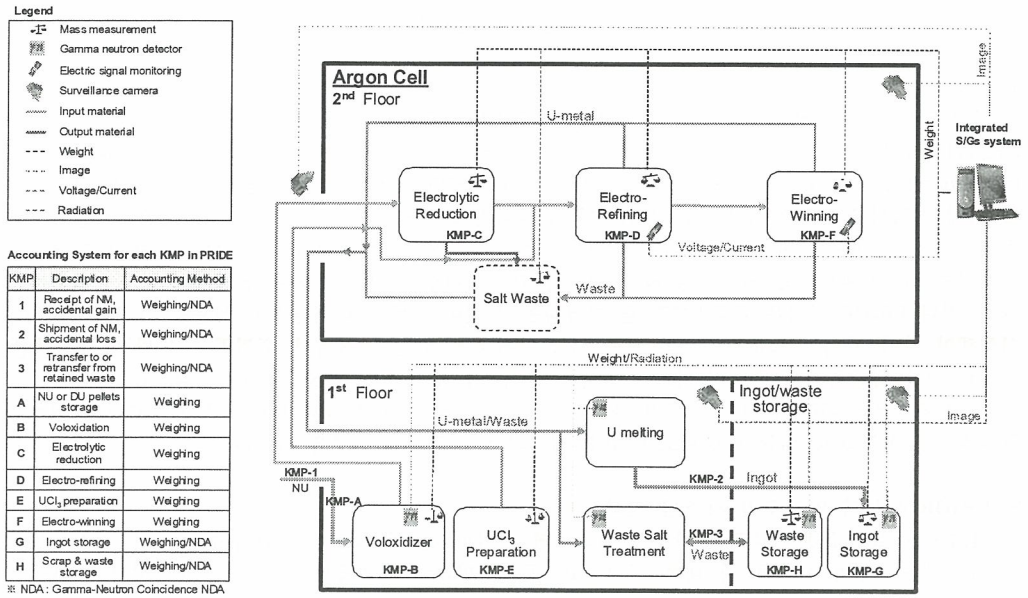 Legend
Mass measurement
Gamma neutron detector
Electric signal monitoring
Surveillance camera
Input material
Output material
Weight
Image
Voltage/Current
Radiation
Accounting System for each KMP in PRIDE
KMP Description Accounting Method
1 Receipt of NM, accidental gain Weighing/NDA
2 Shipment of NM, accidental loss Weighing/NDA
3 Transfer to or retransfer from retained waste Weighing/NDA
A NU or DU pellets storage Weighing
B Voloxidation Weighing
C Electrolytic reduction Weighing
D Electro-refining Weighing
E UCl3 preparation Weighing
F Electro-winning Weighing
G Ingot storage Weighing/NDA
H Scrap & waste storage Weighing/NDA
※ NDA : Gamma-Neutron Coincidence NDA
Argon Cell
2nd Floor
U-metal
Electrolytic
Reduction
KMP-C
Electro-
Refining
KMP-D
Electro-
Winning
KMP-F
Voltage/Current
Salt Waste
Waste
Image
Weight
Integrated
S/Gs system
Weight/Radiation
1st Floor
Ingot/waste
storage
Image
U-metal/Waste
γn
U melting
KMP-1
NU
KMP-A
KMP-2 Ingot
γn
Voloxidizer
KMP-B
UCl3
Preparation
KMP-E
γn
Waste Salt
Treatment
KMP-3
Waste
γn
Waste
Storage
KMP-H
γn
Ingot
Storage
KMP-G